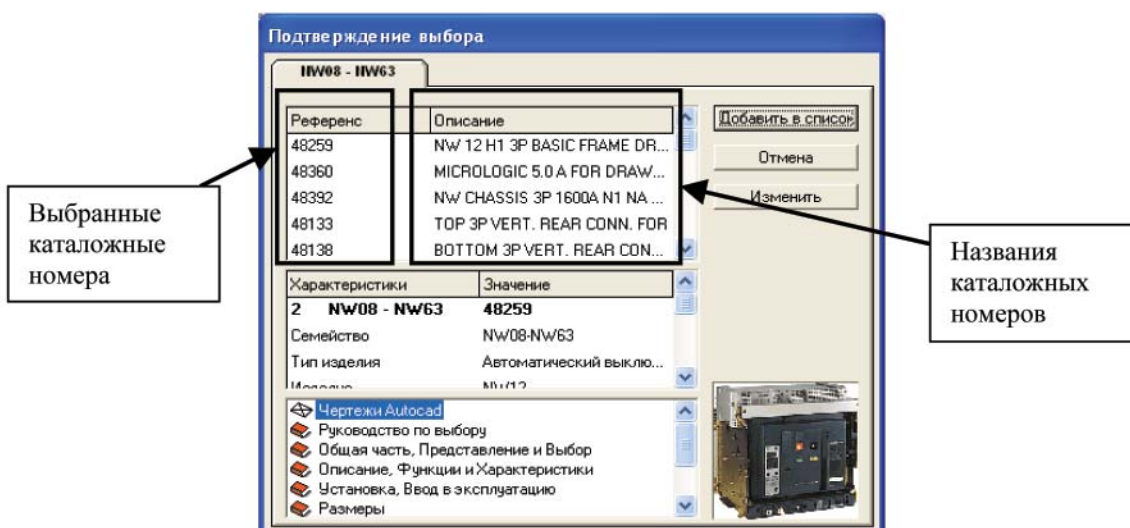 Подтверждение выбора
NW08 - NW63
Референс Описание
48259 NW 12 H1 3P BASIC FRAME DR...
48360 MICROLOGIC 5.0 A FOR DRAW...
48392 NW CHASSIS 3P 1600A N1 NA ...
48133 TOP 3P VERT. REAR CONN. FOR
48138 BOTTOM 3P VERT. REAR CON...
Добавить в список
Отмена
Изменить
Выбранные
каталожные
номера
Названия
каталожных
номеров
Характеристики Значение
2 NW08 - NW63 48259
Семейство NW08-NW63
Тип изделия Автоматический выклю...
Изделие NW12
Чертежи Autocad
Руководство по выбору
Общая часть, Представление и Выбор
Описание, Функции и Характеристики
Установка, Ввод в эксплуатацию
Размеры